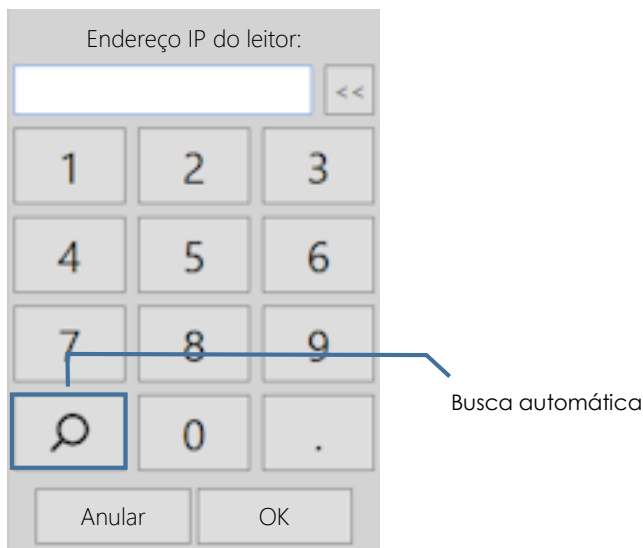 Endereço IP do leitor:
<<
1 2 3
4 5 6
7 8 9
Busca automática
0 .
Anular OK